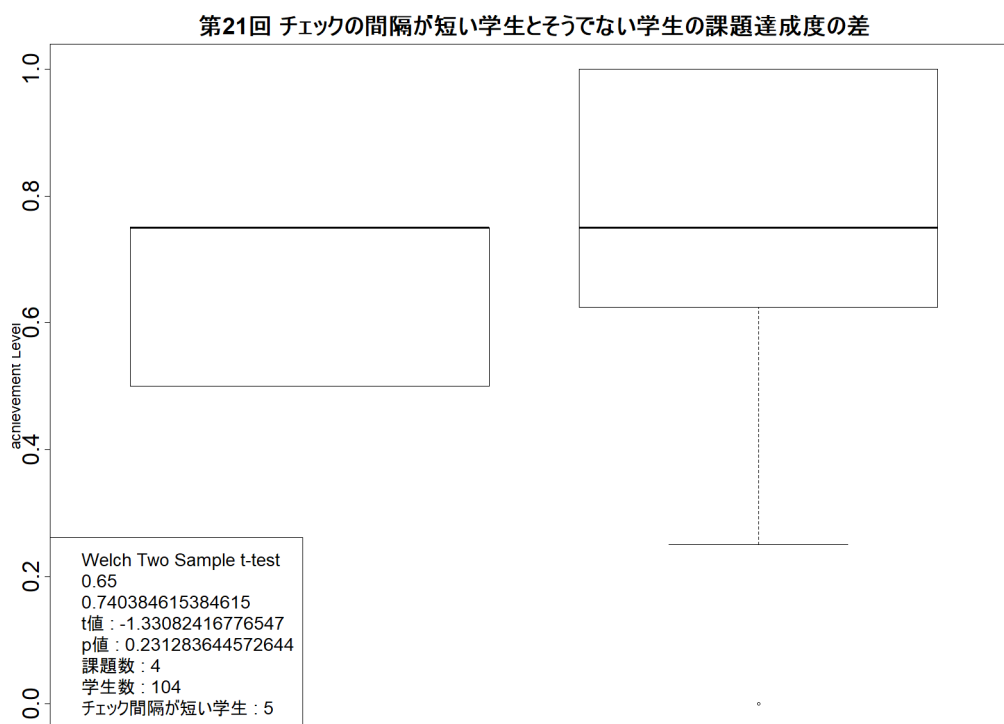 第21回 チェックの間隔が短い学生とそうでない学生の課題達成度の差
achievement Level
1.0
0.8
0.6
0.4
0.2
0.0
Welch Two Sample t-test
0.65
0.740384615384615
t値 : -1.33082416776547
p値 : 0.231283644572644
課題数 : 4
学生数 : 104
チェック間隔が短い学生 : 5